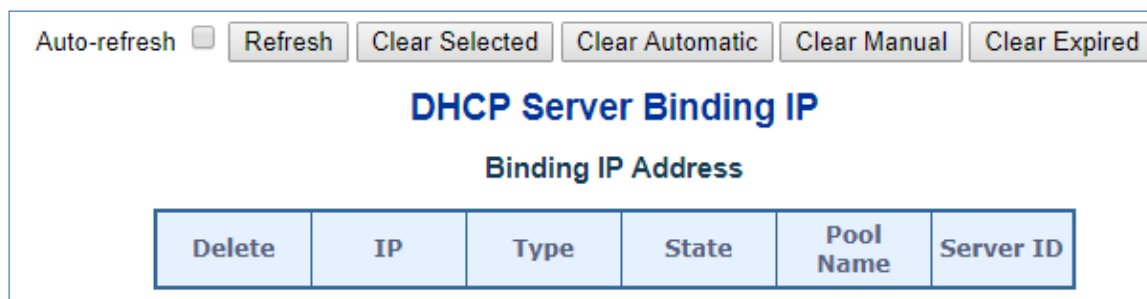 Auto-refresh Refresh Clear Selected Clear Automatic Clear Manual Clear Expired
DHCP Server Binding IP
Binding IP Address
Delete IP Type State Pool Name Server ID